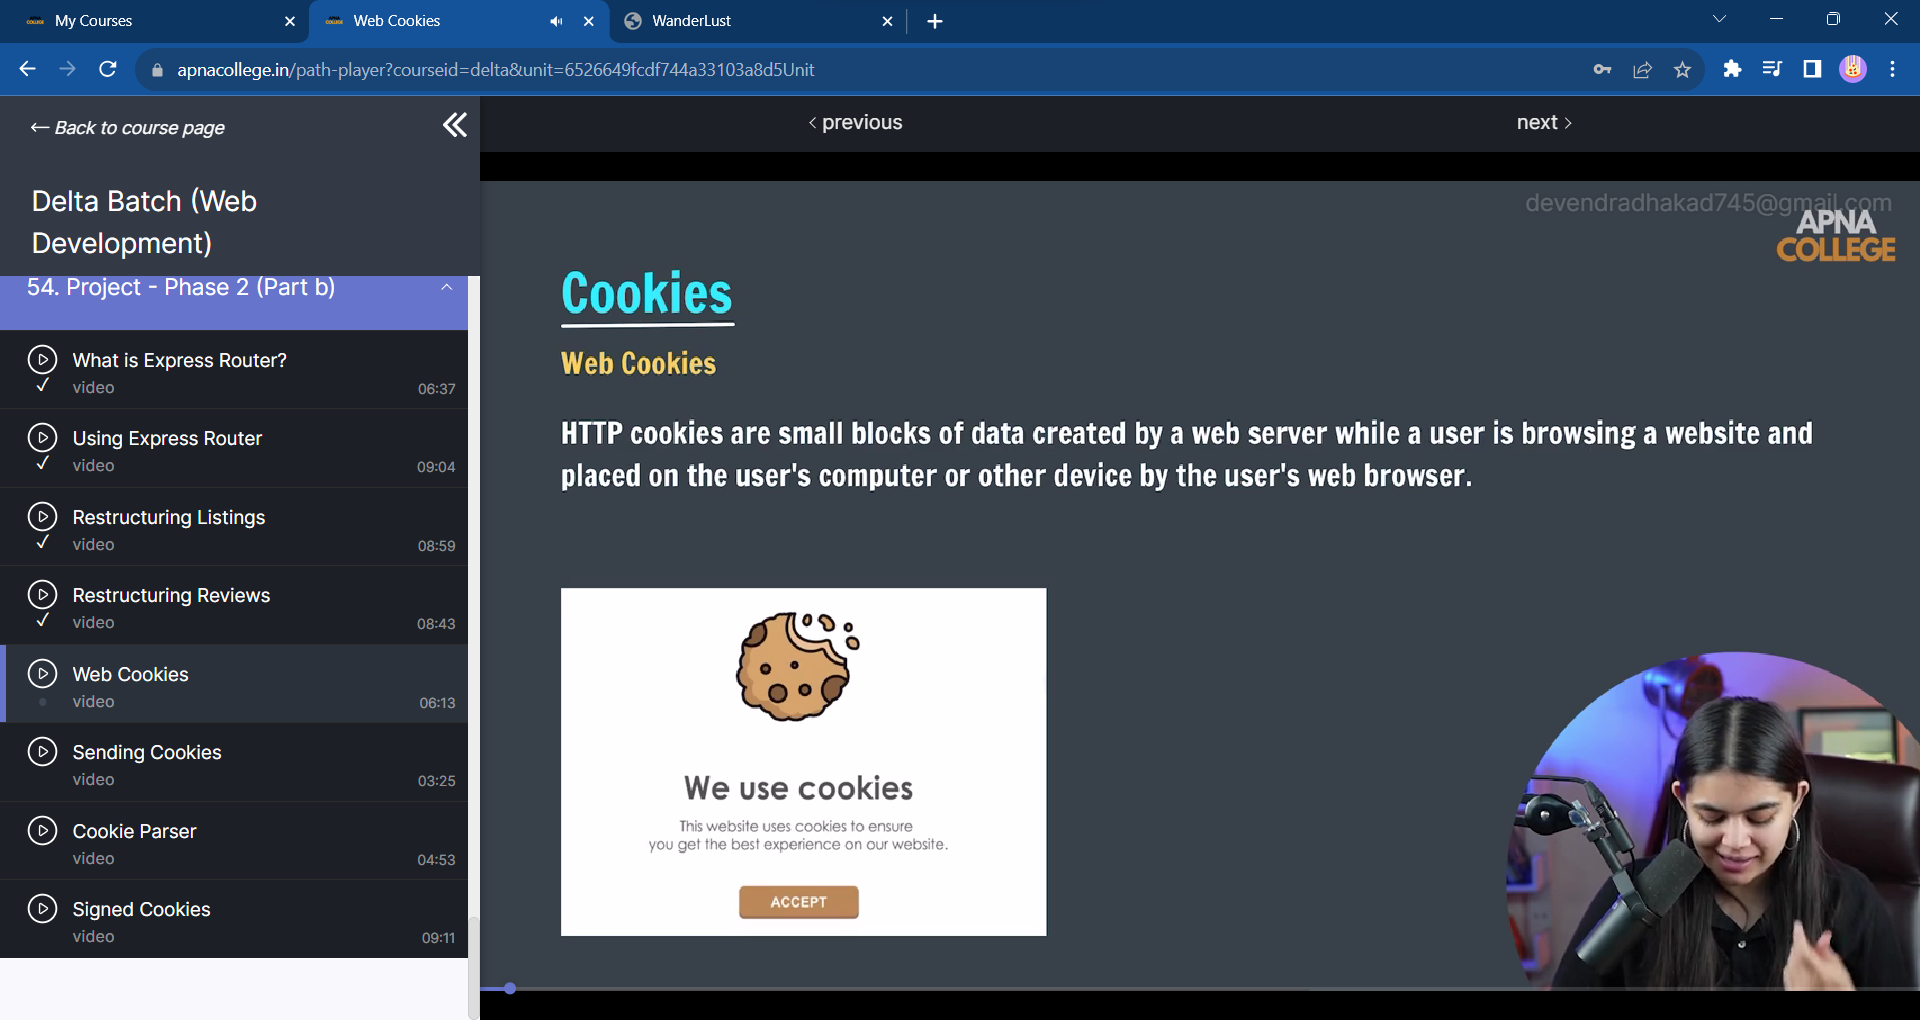 My Courses
Web Cookies
WanderLust
apnacollege.in/path-player?courseid=delta&unit=6526649fcdf744a33103a8d5Unit
← Back to course page
< previous
next >
Delta Batch (Web
Development)
54. Project - Phase 2 (Part b)
What is Express Router?
video
06:37
Using Express Router
video
09:04
Restructuring Listings
video
08:59
Restructuring Reviews
video
08:43
Web Cookies
video
06:13
Sending Cookies
video
03:25
Cookie Parser
video
04:53
Signed Cookies
video
09:11
devendradhakad745@gmail.com
APNA
COLLEGE
Cookies
Web Cookies
HTTP cookies are small blocks of data created by a web server while a user is browsing a website and
placed on the user's computer or other device by the user's web browser.
We use cookies
This website uses cookies to ensure
you get the best experience on our website.
ACCEPT